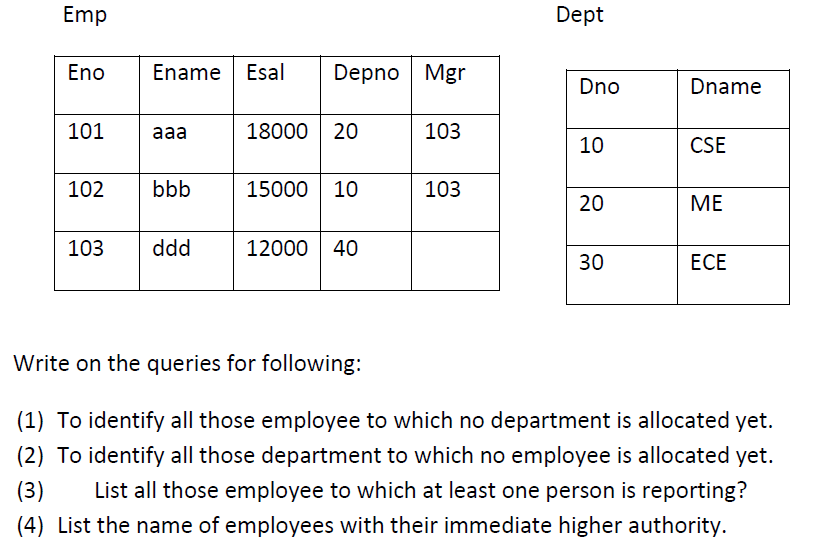 Emp Dept
Eno Ename Esal Depno Mgr
Dno Dname
101 aaa 18000 20 103
10 CSE
102 bbb 15000 10 103
20 ME
103 ddd 12000 40
30 ECE
Write on the queries for following:
(1) To identify all those employee to which no department is allocated yet.
(2) To identify all those department to which no employee is allocated yet.
(3) List all those employee to which at least one person is reporting?
(4) List the name of employees with their immediate higher authority.